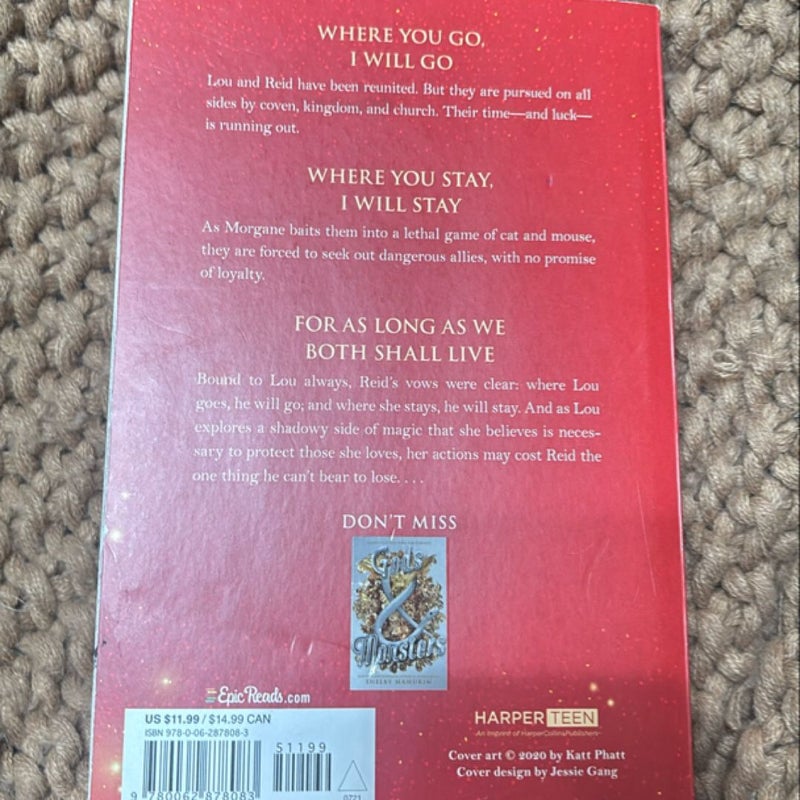 WHERE YOU GO,
I WILL GO
Lou and Reid have been reunited. But they are pursued on all
sides by coven, kingdom, and church. Their time—and luck—
is running out.
WHERE YOU STAY,
I WILL STAY
As Morgane baits them into a lethal game of cat and mouse,
they are forced to seek out dangerous allies, with no promise
of loyalty.
FOR AS LONG AS WE
BOTH SHALL LIVE
Bound to Lou always, Reid's vows were clear: where Lou
goes, he will go; and where she stays, he will stay. And as Lou
explores a shadowy side of magic that she believes is neces-
sary to protect those she loves, her actions may cost Reid the
one thing he can't bear to lose. . . .
DON'T MISS
Gods
&
Monsters
SHELBY MAHURIN
EpicReads.com
US $11.99 / $14.99 CAN
ISBN 978-0-06-287808-3
51199
9 780062 878083
0721
HARPER TEEN
An Imprint of HarperCollinsPublishers
Cover art © 2020 by Katt Phatt
Cover design by Jessie Gang